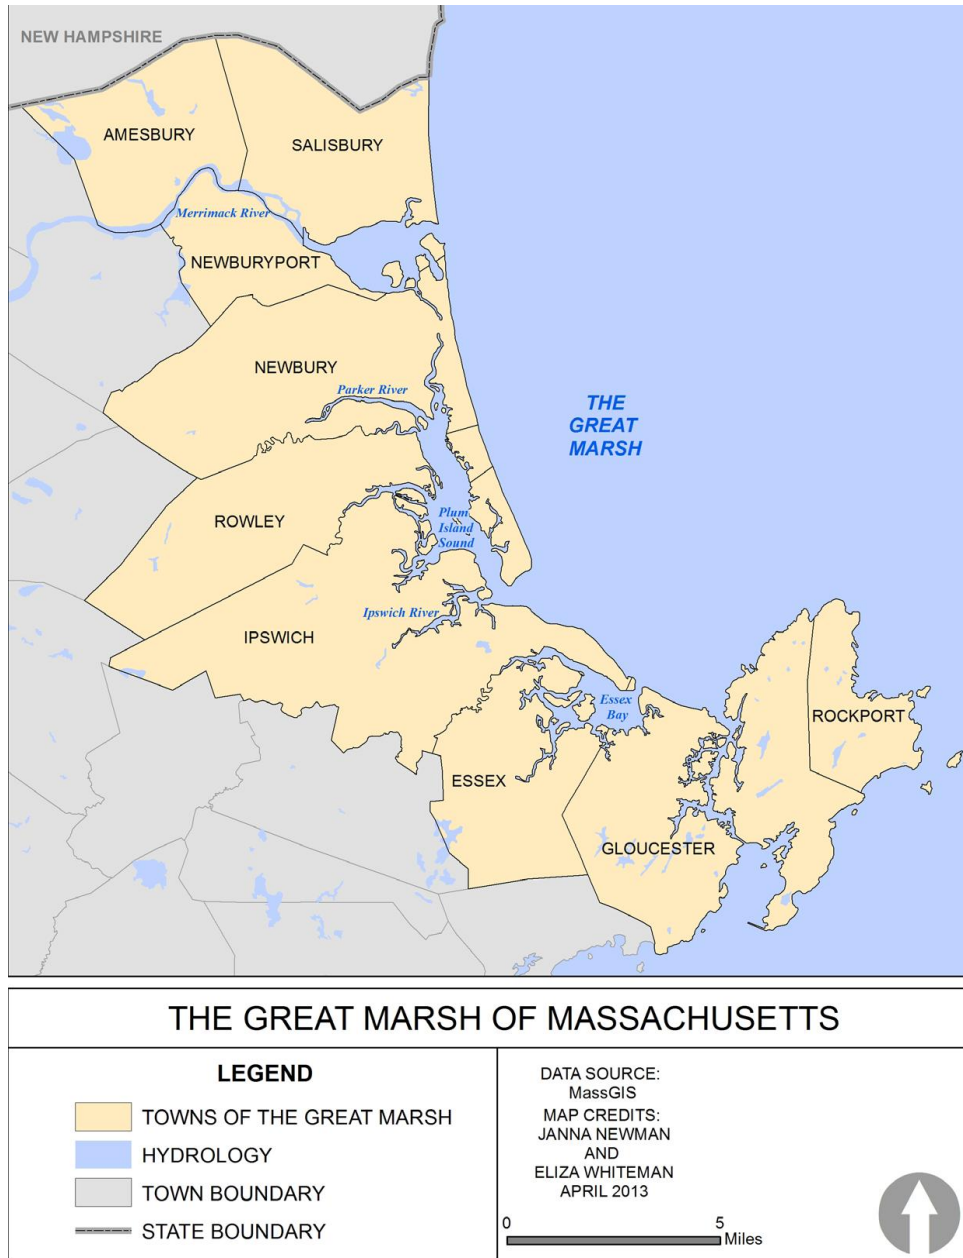 NEW HAMPSHIRE
AMESBURY
SALISBURY
Merrimack River
NEWBURYPORT
NEWBURY
Parker River
THE
GREAT
MARSH
ROWLEY
Plum
Island
Sound
Ipswich River
IPSWICH
Essex
Bay
ROCKPORT
ESSEX
GLOUCESTER
THE GREAT MARSH OF MASSACHUSETTS
LEGEND
TOWNS OF THE GREAT MARSH
HYDROLOGY
TOWN BOUNDARY
STATE BOUNDARY
DATA SOURCE:
MassGIS
MAP CREDITS:
JANNA NEWMAN
AND
ELIZA WHITEMAN
APRIL 2013
0 5
Miles